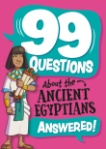 99
QUESTIONS
About the
ANCIENT
EGYPTIANS
ANSWERED!